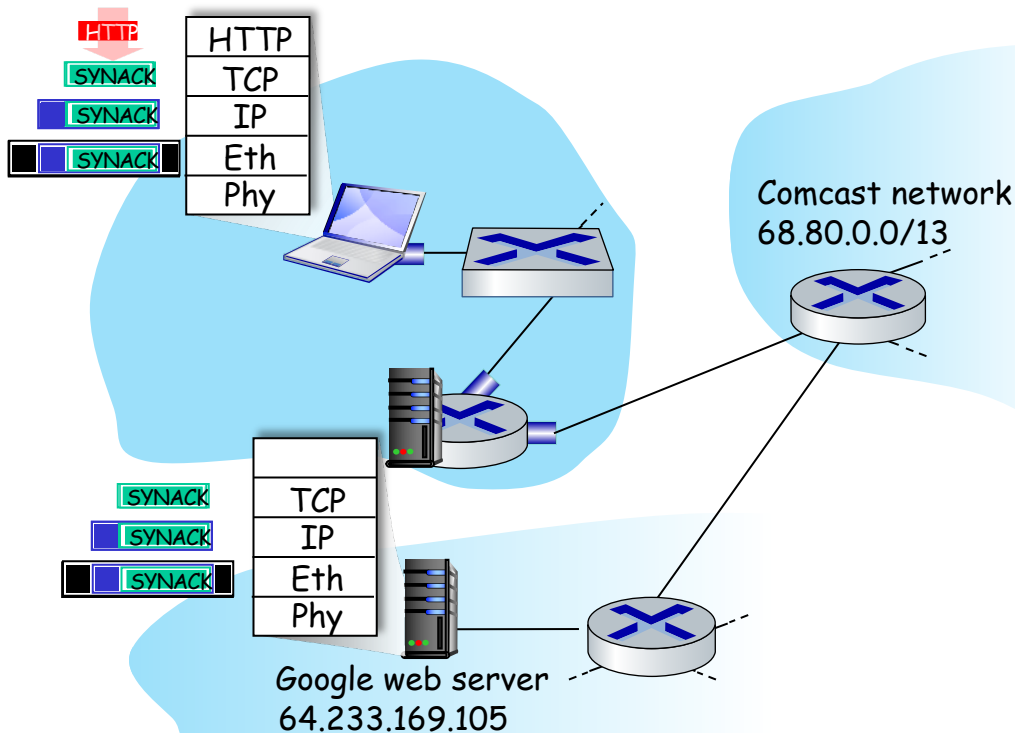 HTTP
HTTP
SYNACK
TCP
SYNACK
IP
SYNACK
Eth
Phy
Comcast network
68.80.0.0/13
SYNACK
TCP
SYNACK
IP
SYNACK
Eth
Phy
Google web server
64.233.169.105